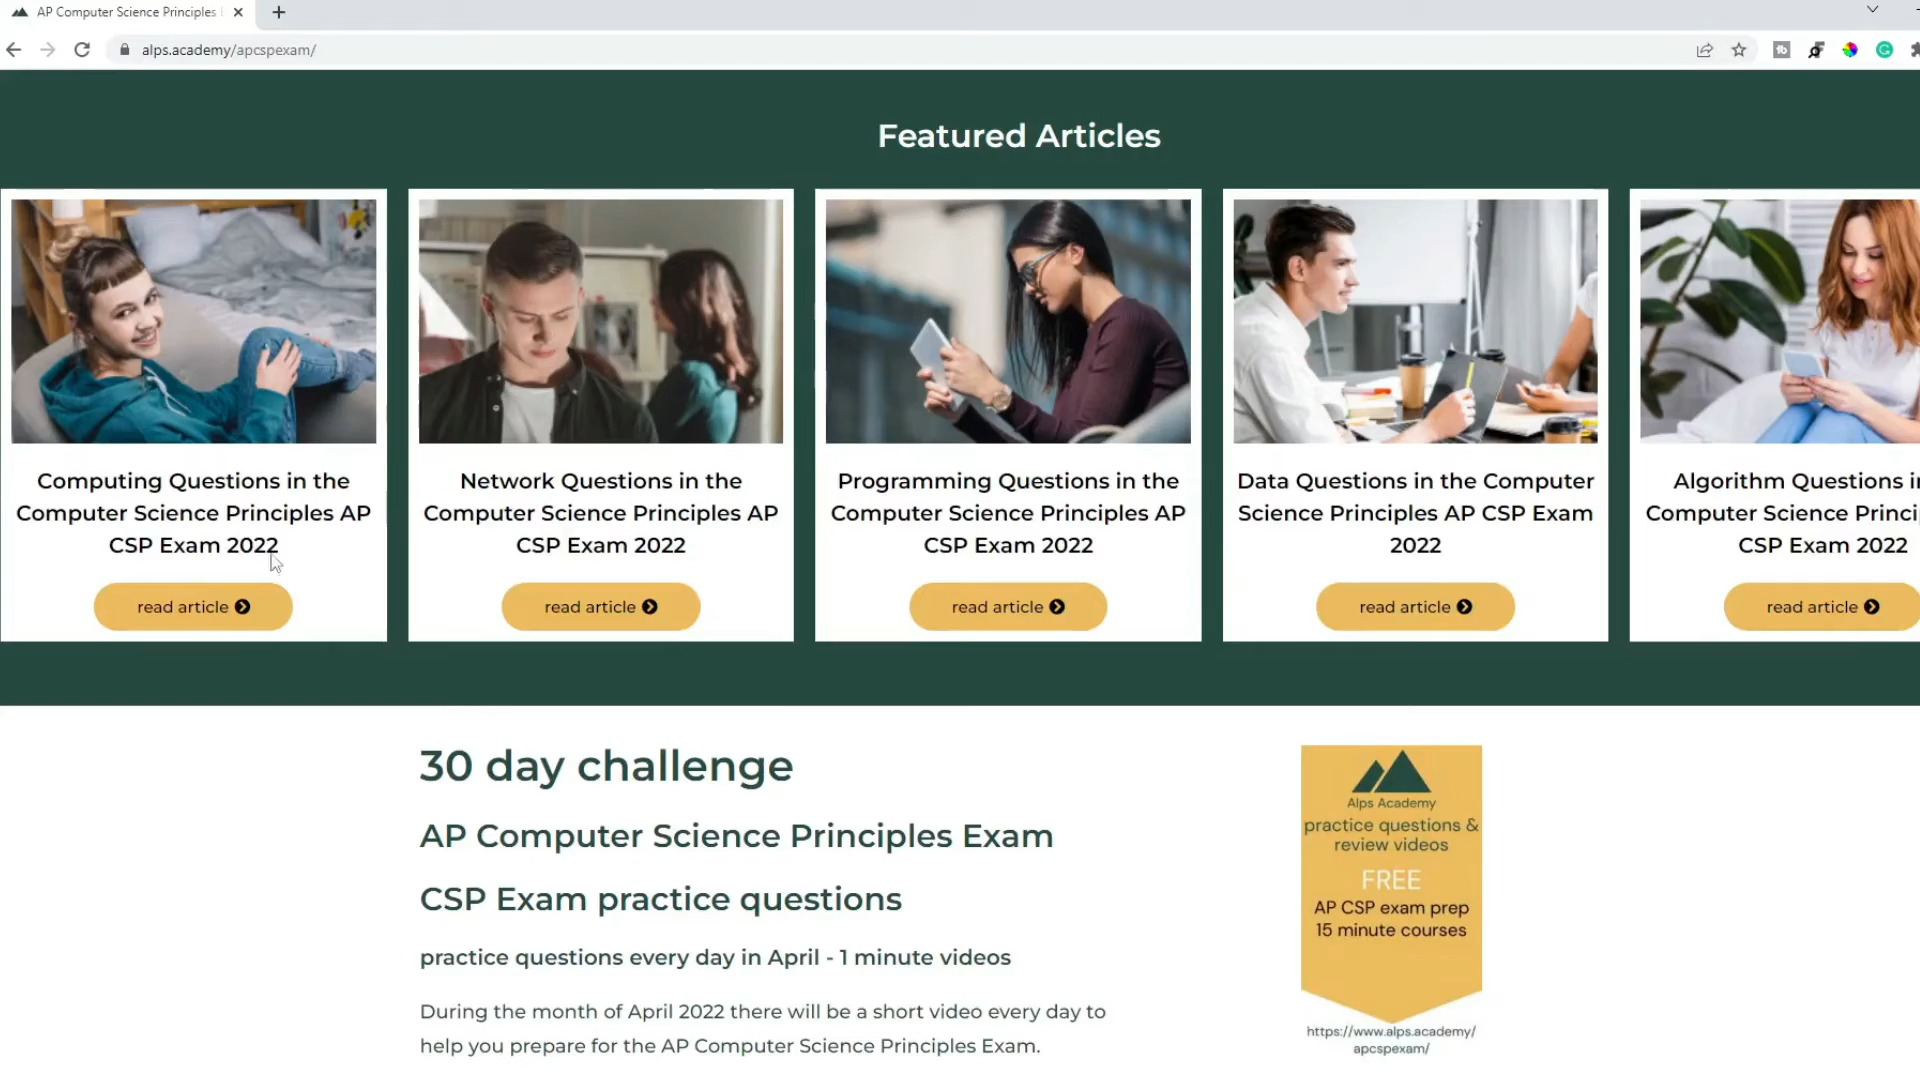 AP Computer Science Principles
alps.academy/apcspexam/
Featured Articles
Computing Questions in the
Computer Science Principles AP
CSP Exam 2022
read article
Network Questions in the
Computer Science Principles AP
CSP Exam 2022
read article
Programming Questions in the
Computer Science Principles AP
CSP Exam 2022
read article
Data Questions in the Computer
Science Principles AP CSP Exam
2022
read article
Algorithm Questions
Computer Science
CSP Exam 2022
read article
30 day challenge
AP Computer Science Principles Exam
CSP Exam practice questions
practice questions every day in April - 1 minute videos
During the month of April 2022 there will be a short video every day to
help you prepare for the AP Computer Science Principles Exam.
Alps Academy
practice questions &
review videos
FREE
AP CSP exam prep
15 minute courses
https://www.alps.academy/
apcspexam/